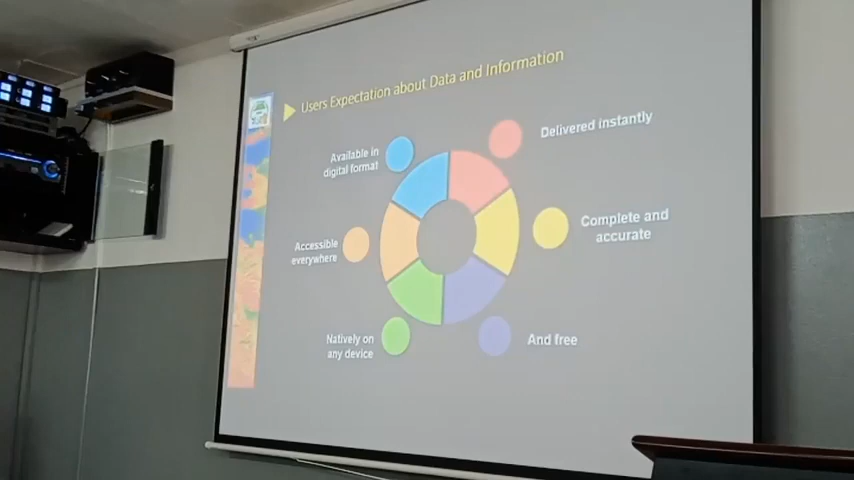 Users Expectation about Data and Information
Available in
digital format
Delivered instantly
Accessible
everywhere
Complete and
accurate
Natively on
any device
And free